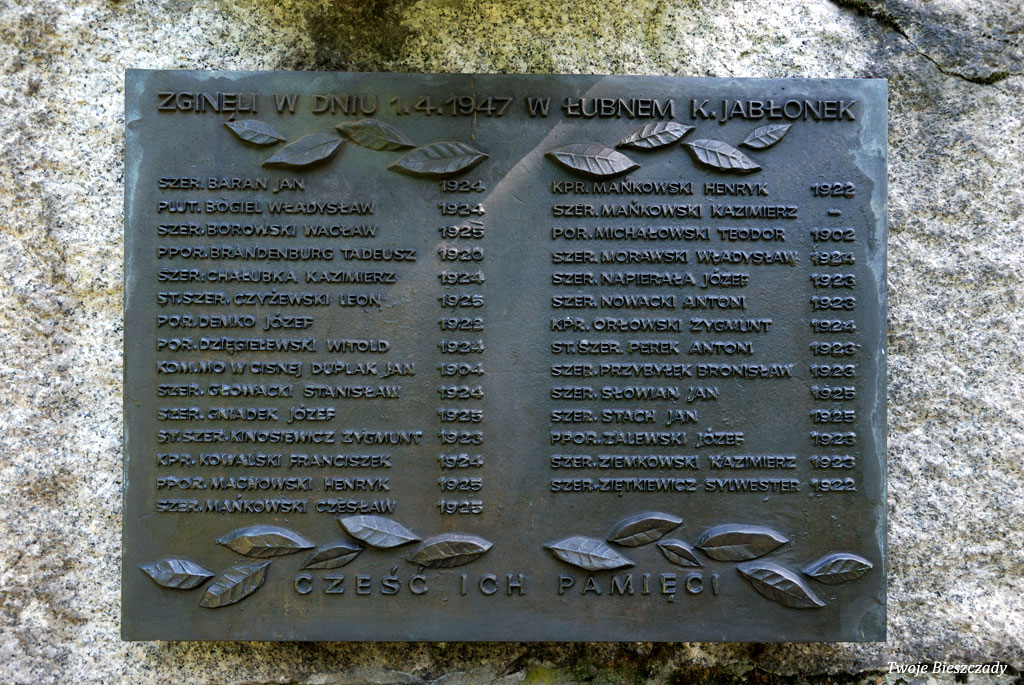 ZGINĘLI W DNIU 1.4.1947 W ŁUBNEM K. JABŁONEK
SZER. BARAN JAN 1924
PLUT. BOGIEL WŁADYSŁAW 1924
SZER. BOROWSKI WACŁAW 1925
PPOR. BRANDENBURG TADEUSZ 1920
SZER. CHAŁUBKA KAZIMIERZ 1924
ST. SZER. CZYŻEWSKI LEON 1925
POR. DEMKO JÓZEF 1922
POR. DZIĘGIELEWSKI WITOLD 1924
KOM. MO W CISNEJ DUPLAK JAN 1904
SZER. GŁOWACKI STANISŁAW 1924
SZER. GNIADEK JÓZEF 1925
ST. SZER. KINOSIEWICZ ZYGMUNT 1923
KPR. KOWALSKI FRANCISZEK 1924
PPOR. MACHOWSKI HENRYK 1925
SZER. MAŃKOWSKI CZESŁAW 1925
KPR. MAŃKOWSKI HENRYK 1922
SZER. MAŃKOWSKI KAZIMIERZ –
POR. MICHAŁOWSKI TEODOR 1902
SZER. MORAWSKI WŁADYSŁAW 1924
SZER. NAPIERAŁA JÓZEF 1923
SZER. NOWACKI ANTONI 1923
KPR. ORŁOWSKI ZYGMUNT 1924
ST. SZER. PEREK ANTONI 1923
SZER. PRZYBYŁEK BRONISŁAW 1923
SZER. SŁOWIAN JAN 1925
SZER. STACH JAN 1925
PPOR. ZALEWSKI JÓZEF 1923
SZER. ZIEMKOWSKI KAZIMIERZ 1923
SZER. ZIĘTKIEWICZ SYLWESTER 1922
CZEŚĆ ICH PAMIĘCI
Twoje Bieszczady